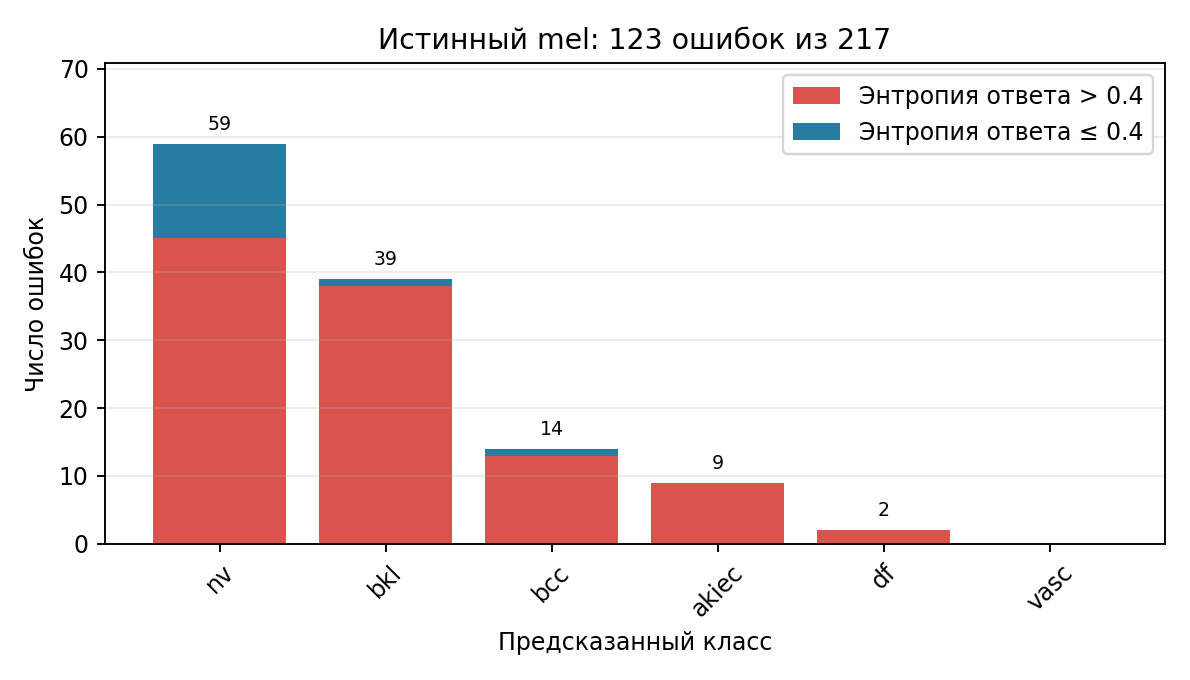 Истинный mel: 123 ошибок из 217
Энтропия ответа > 0.4
Энтропия ответа ≤ 0.4
Число ошибок
70
60
50
40
30
20
10
0
59
39
14
9
2
nv
bkl
bcc
akiec
df
vasc
Предсказанный класс